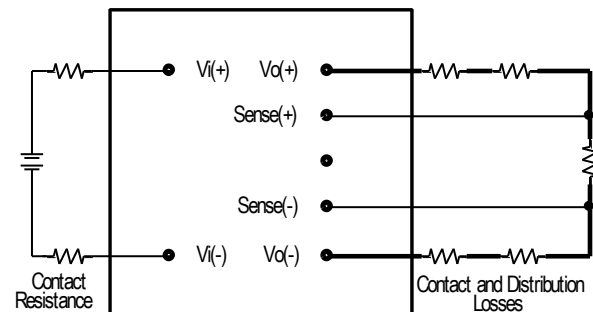 Vi(+) Vo(+)
Sense(+)
Sense(-)
Vi(-) Vo(-)
Contact
Resistance
Contact and Distribution
Losses